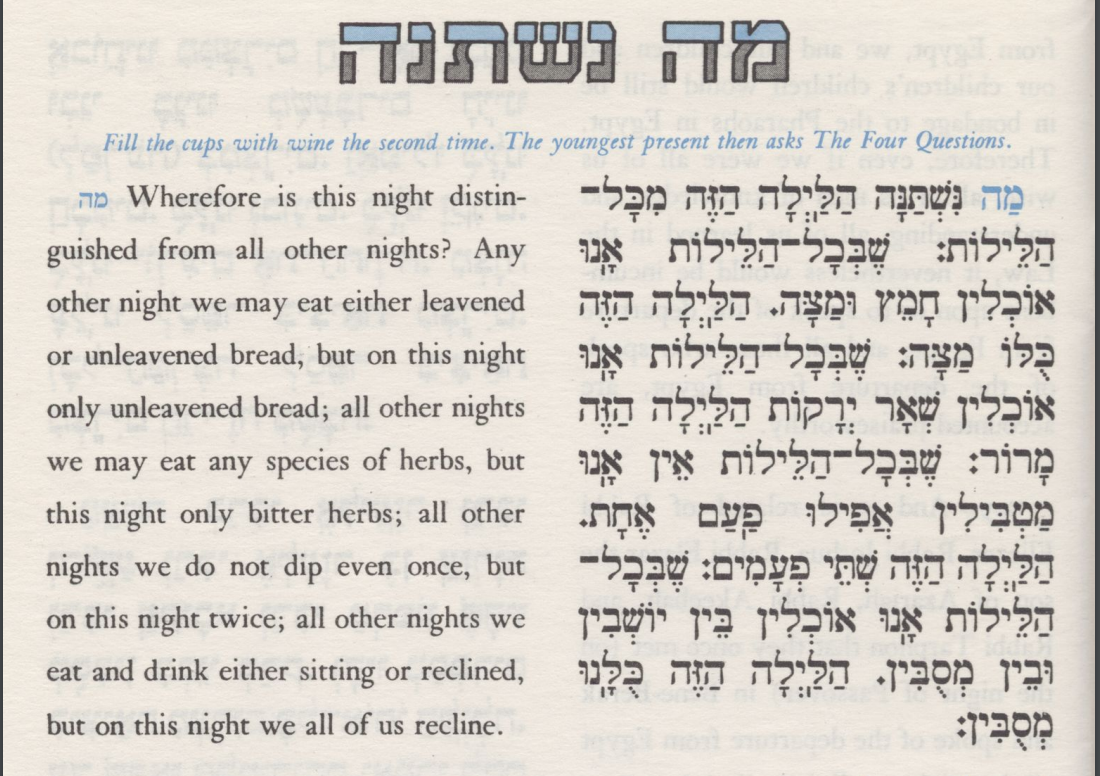 מה נשתנה
Fill the cups with wine the second time. The youngest present then asks The Four Questions.
מה Wherefore is this night distin-
guished from all other nights? Any
other night we may eat either leavened
or unleavened bread, but on this night
only unleavened bread; all other nights
we may eat any species of herbs, but
this night only bitter herbs; all other
nights we do not dip even once, but
on this night twice; all other nights we
eat and drink either sitting or reclined,
but on this night we all of us recline.
מַה נִּשְׁתַּנָּה הַלַּיְלָה הַזֶּה מִכָּל־
הַלֵּילוֹת: שֶׁבְּכָל־הַלֵּילוֹת אָנוּ
אוֹכְלִין חָמֵץ וּמַצָּה. הַלַּיְלָה הַזֶּה
כֻּלּוֹ מַצָּה: שֶׁבְּכָל־הַלֵּילוֹת אָנוּ
אוֹכְלִין שְׁאָר יְרָקוֹת הַלַּיְלָה הַזֶּה
מָרוֹר: שֶׁבְּכָל־הַלֵּילוֹת אֵין אָנוּ
מַטְבִּילִין אֲפִילוּ פַּעַם אֶחָת.
הַלַּיְלָה הַזֶּה שְׁתֵּי פְעָמִים: שֶׁבְּכָל־
הַלֵּילוֹת אָנוּ אוֹכְלִין בֵּין יוֹשְׁבִין
וּבֵין מְסֻבִּין. הַלַּיְלָה הַזֶּה כֻּלָּנוּ
מְסֻבִּין: